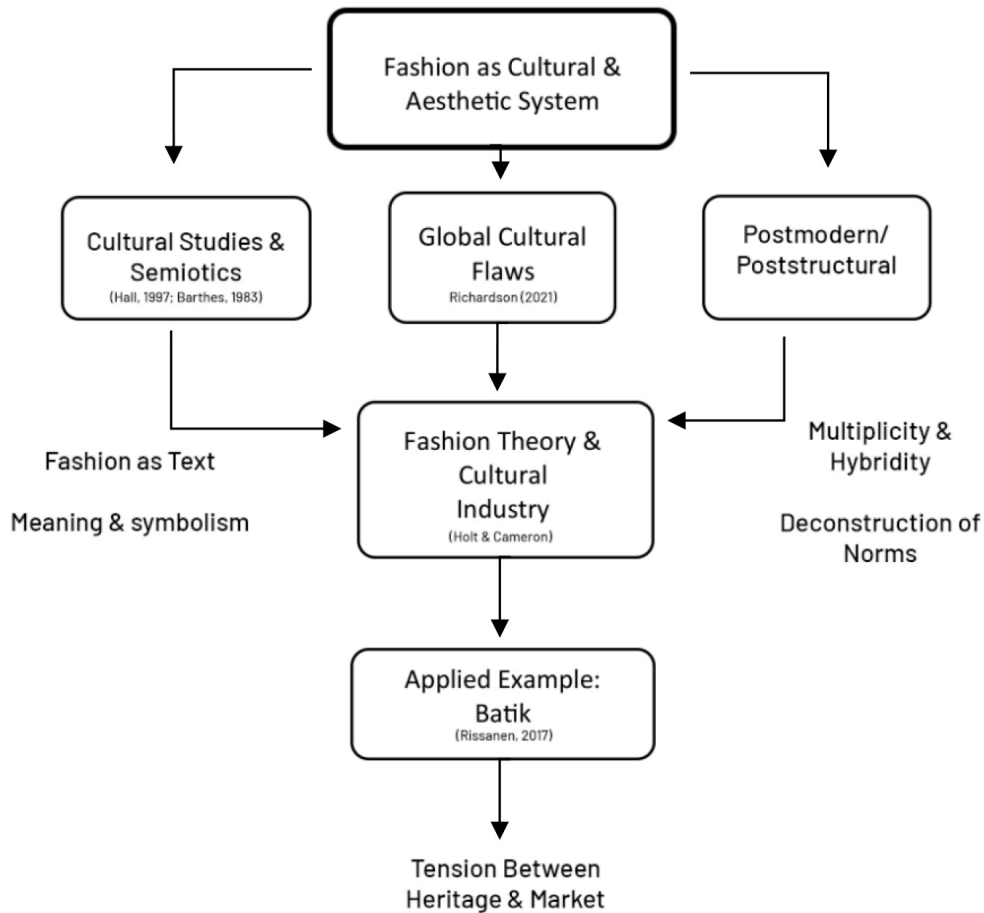 Fashion as Cultural &
Aesthetic System
Cultural Studies &
Semiotics
(Hall, 1997; Barthes, 1983)
Global Cultural
Flaws
Richardson (2021)
Postmodern/
Poststructural
Fashion as Text
Meaning & symbolism
Fashion Theory &
Cultural
Industry
(Holt & Cameron)
Multiplicity &
Hybridity
Deconstruction of
Norms
Applied Example:
Batik
(Rissanen, 2017)
Tension Between
Heritage & Market